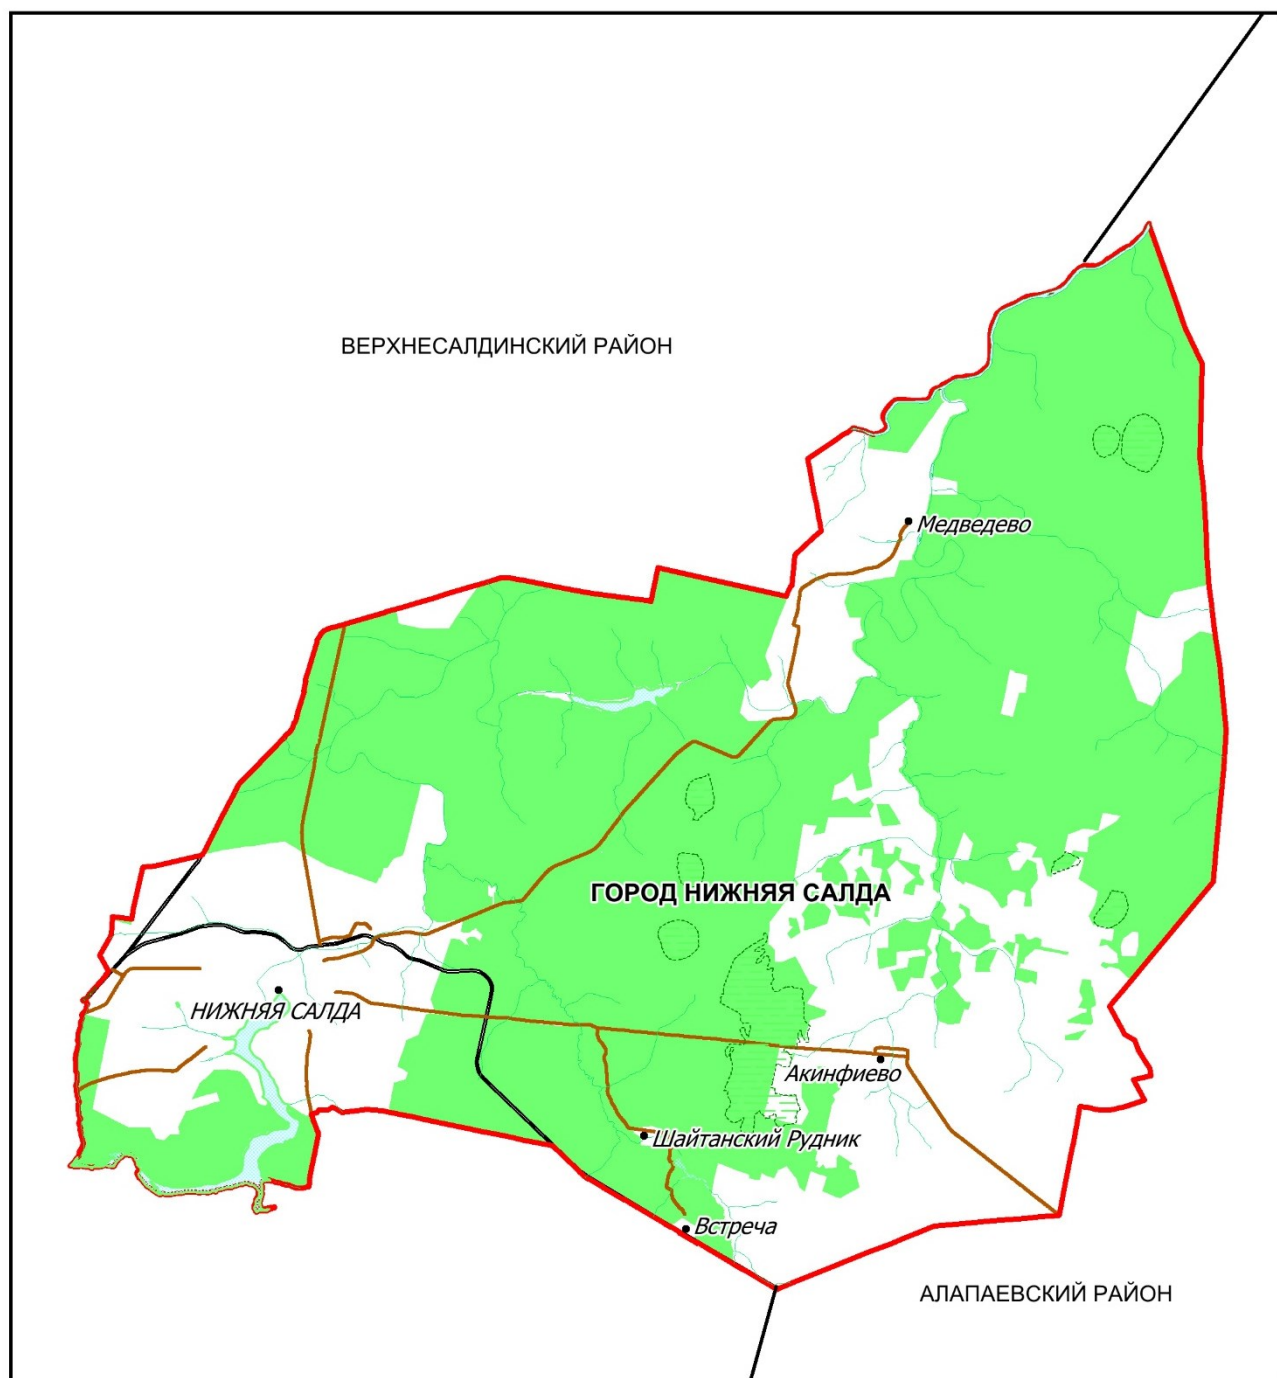 ВЕРХНЕСАЛДИНСКИЙ РАЙОН
Медведево
ГОРОД НИЖНЯЯ САЛДА
НИЖНЯЯ САЛДА
Акинфиево
Шайтанский Рудник
Встреча
АЛАПАЕВСКИЙ РАЙОН